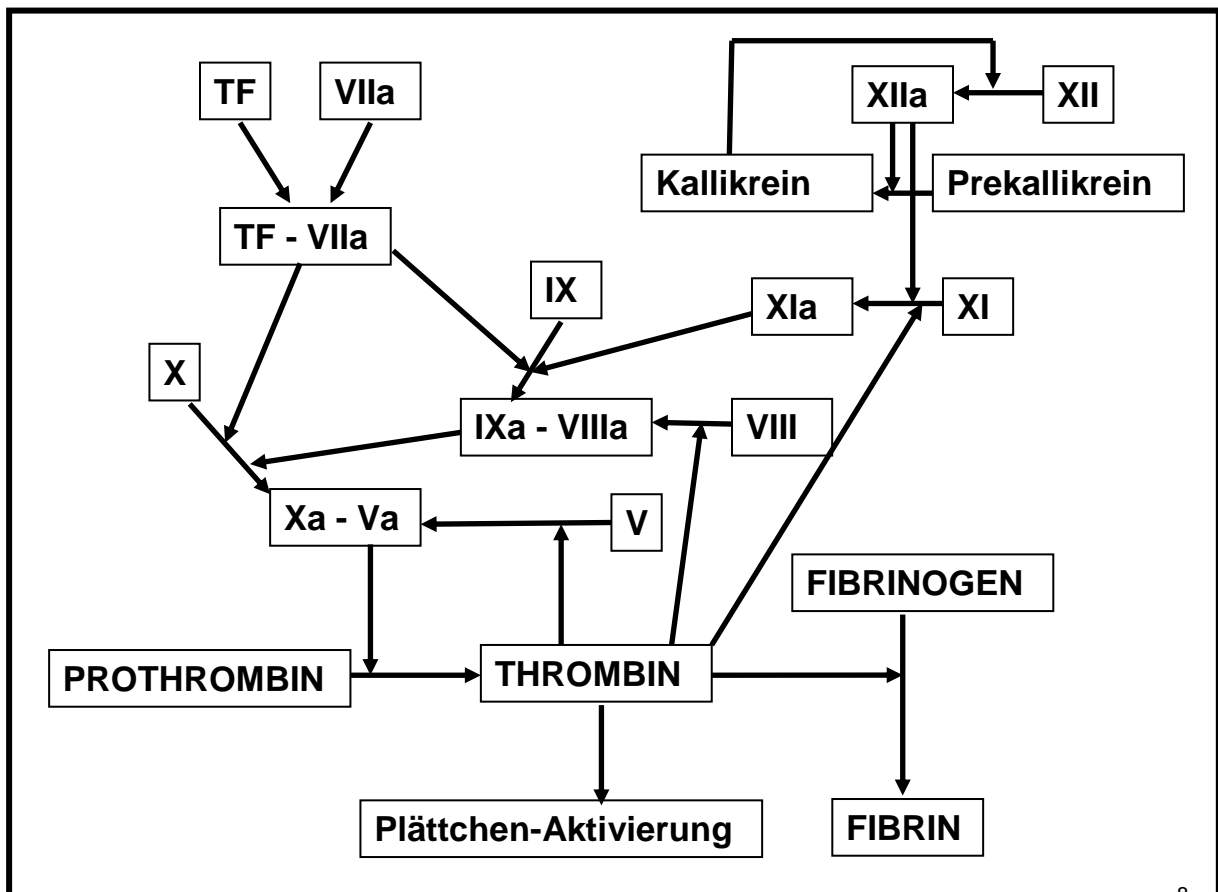 TF
VIIa
XIIa
XII
Kallikrein
Prekallikrein
TF - VIIa
IX
XIa
XI
X
IXa - VIIIa
VIII
Xa - Va
V
FIBRINOGEN
PROTHROMBIN
THROMBIN
Plättchen-Aktivierung
FIBRIN